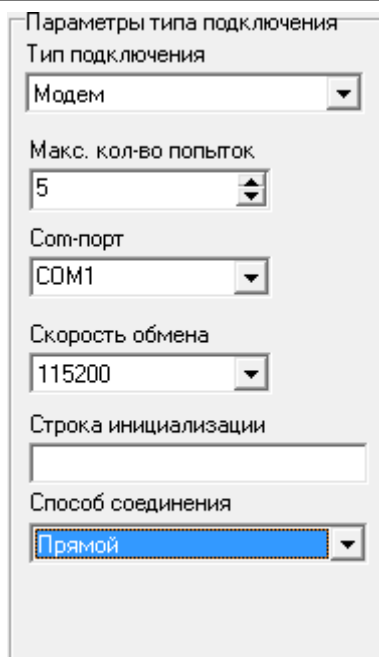 Параметры типа подключения
Тип подключения
Модем
Макс. кол-во попыток
5
Com-порт
COM1
Скорость обмена
115200
Строка инициализации
Способ соединения
Прямой